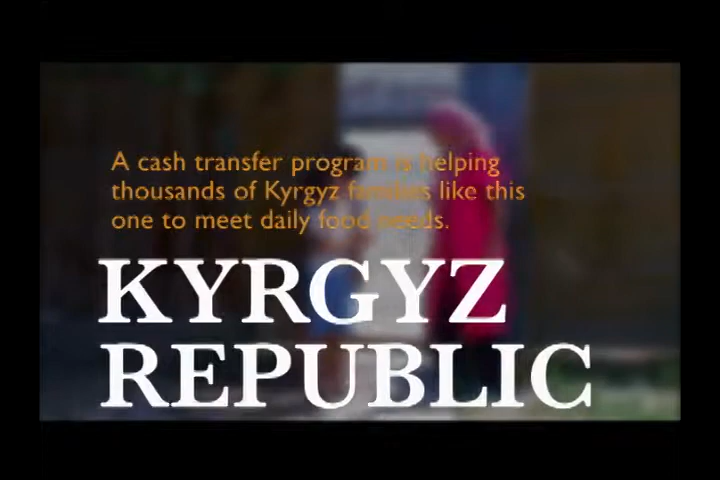 A cash transfer program is helping
thousands of Kyrgyz families like this
one to meet daily food needs.
KYRGYZ
REPUBLIC